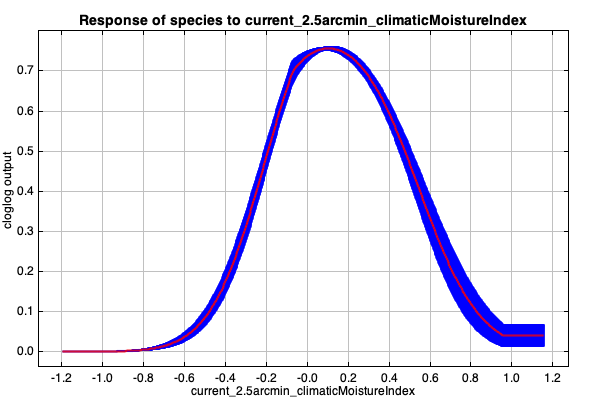 Response of species to current_2.5arcmin_climaticMoistureIndex
cloglog output
0.7
0.6
0.5
0.4
0.3
0.2
0.1
0.0
-1.2 -1.0 -0.8 -0.6 -0.4 -0.2 -0.0 0.2 0.4 0.6 0.8 1.0 1.2
current_2.5arcmin_climaticMoistureIndex